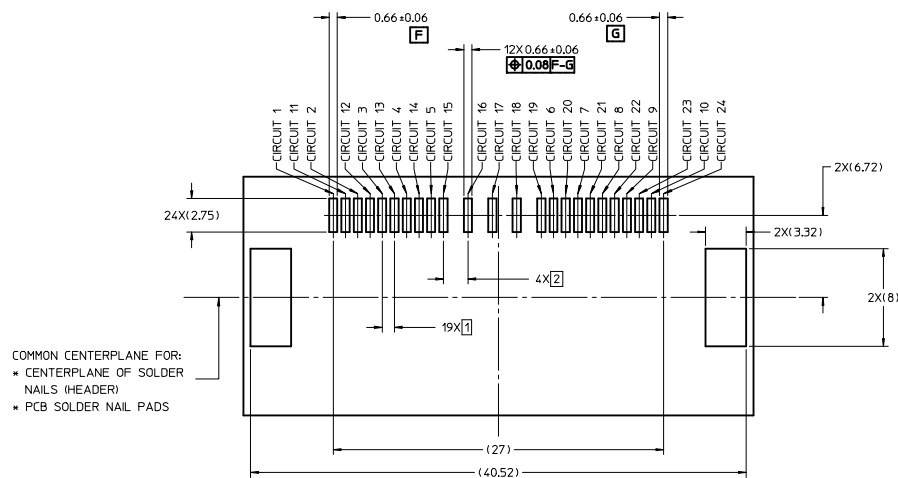 0.66 ±0.06
F
12X 0.66 ±0.06
⌖ 0.08 F-G
0.66 ±0.06
G
CIRCUIT 1
CIRCUIT 11
CIRCUIT 2
CIRCUIT 12
CIRCUIT 3
CIRCUIT 13
CIRCUIT 4
CIRCUIT 14
CIRCUIT 5
CIRCUIT 15
CIRCUIT 16
CIRCUIT 17
CIRCUIT 18
CIRCUIT 19
CIRCUIT 6
CIRCUIT 20
CIRCUIT 7
CIRCUIT 21
CIRCUIT 8
CIRCUIT 22
CIRCUIT 9
CIRCUIT 23
CIRCUIT 10
CIRCUIT 24
2X(6.72)
24X(2.75)
2X(3.32)
4X 2
2X(8)
19X 1
COMMON CENTERPLANE FOR:
* CENTERPLANE OF SOLDER
NAILS (HEADER)
* PCB SOLDER NAIL PADS
(27)
(40.52)